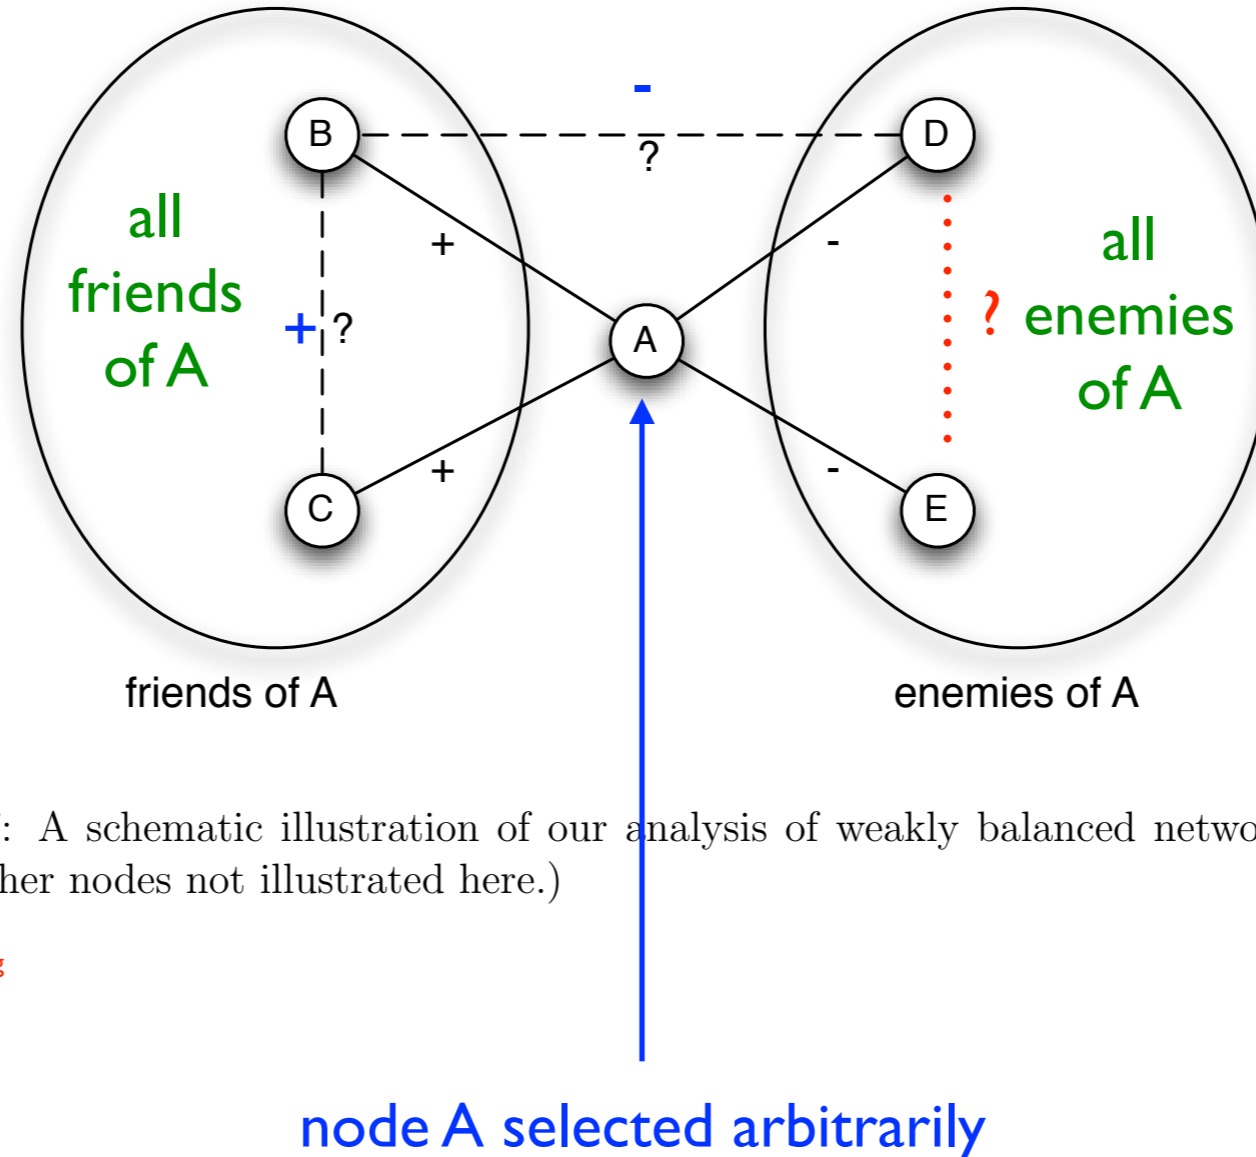 -
B
D
?
all
friends
of A
+
-
all
enemies
of A
+ ?
A
?
+
-
C
E
friends of A
enemies of A
: A schematic illustration of our analysis of weakly balanced
her nodes not illustrated here.)
g
node A selected arbitrarily